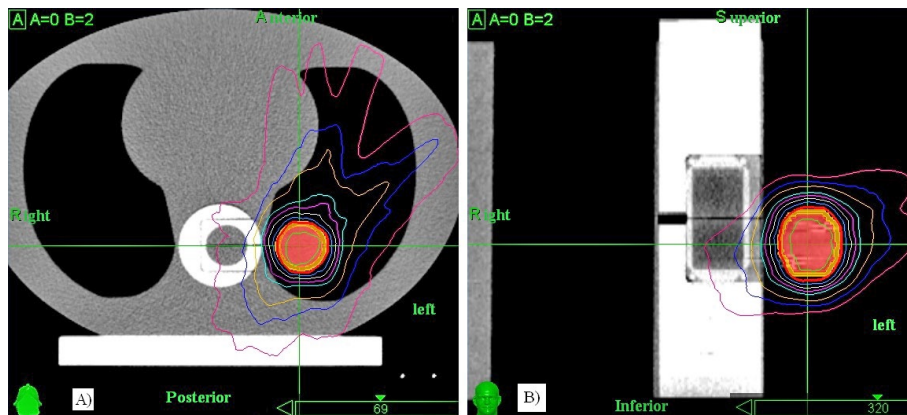 A A=0 B=2
Anterior
Right
left
Posterior
A)
69
A A=0 B=2
Superior
Right
left
Inferior
B)
320